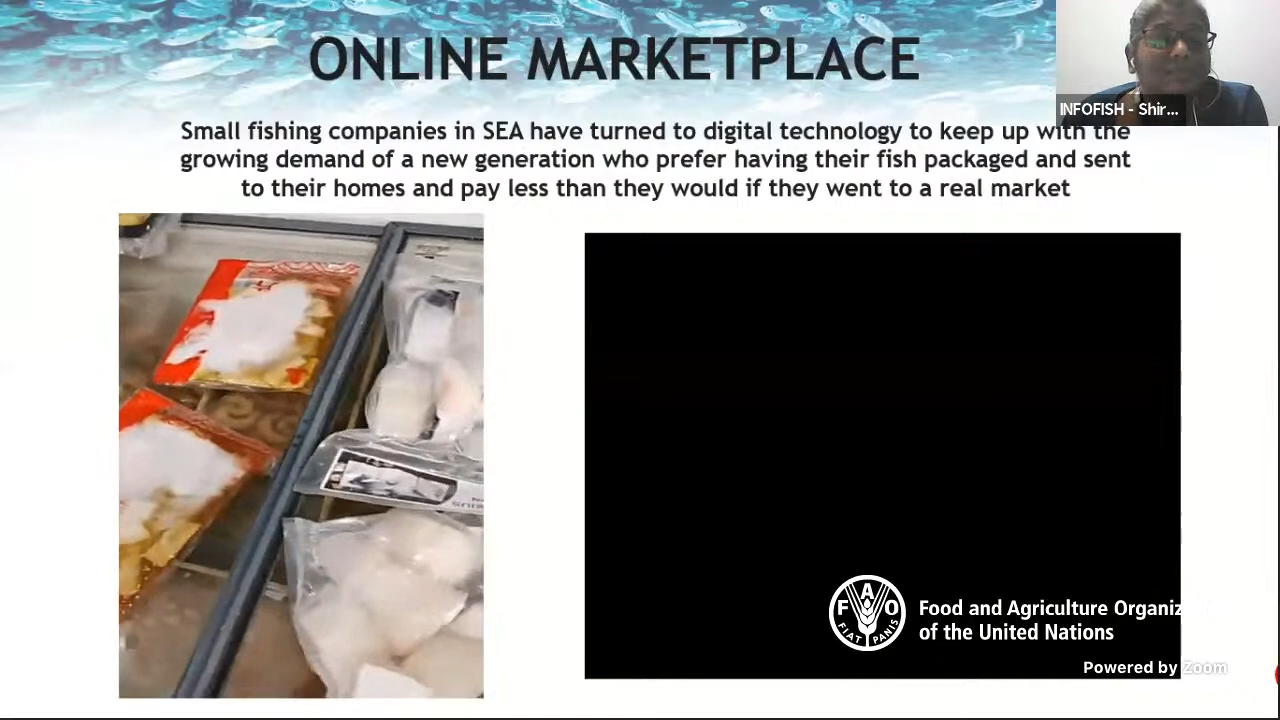 ONLINE MARKETPLACE
INFOFISH - Shir...
Small fishing companies in SEA have turned to digital technology to keep up with the
growing demand of a new generation who prefer having their fish packaged and sent
to their homes and pay less than they would if they went to a real market
FAO
FIAT PANIS
Food and Agriculture Organiz
of the United Nations
Powered by Zoom